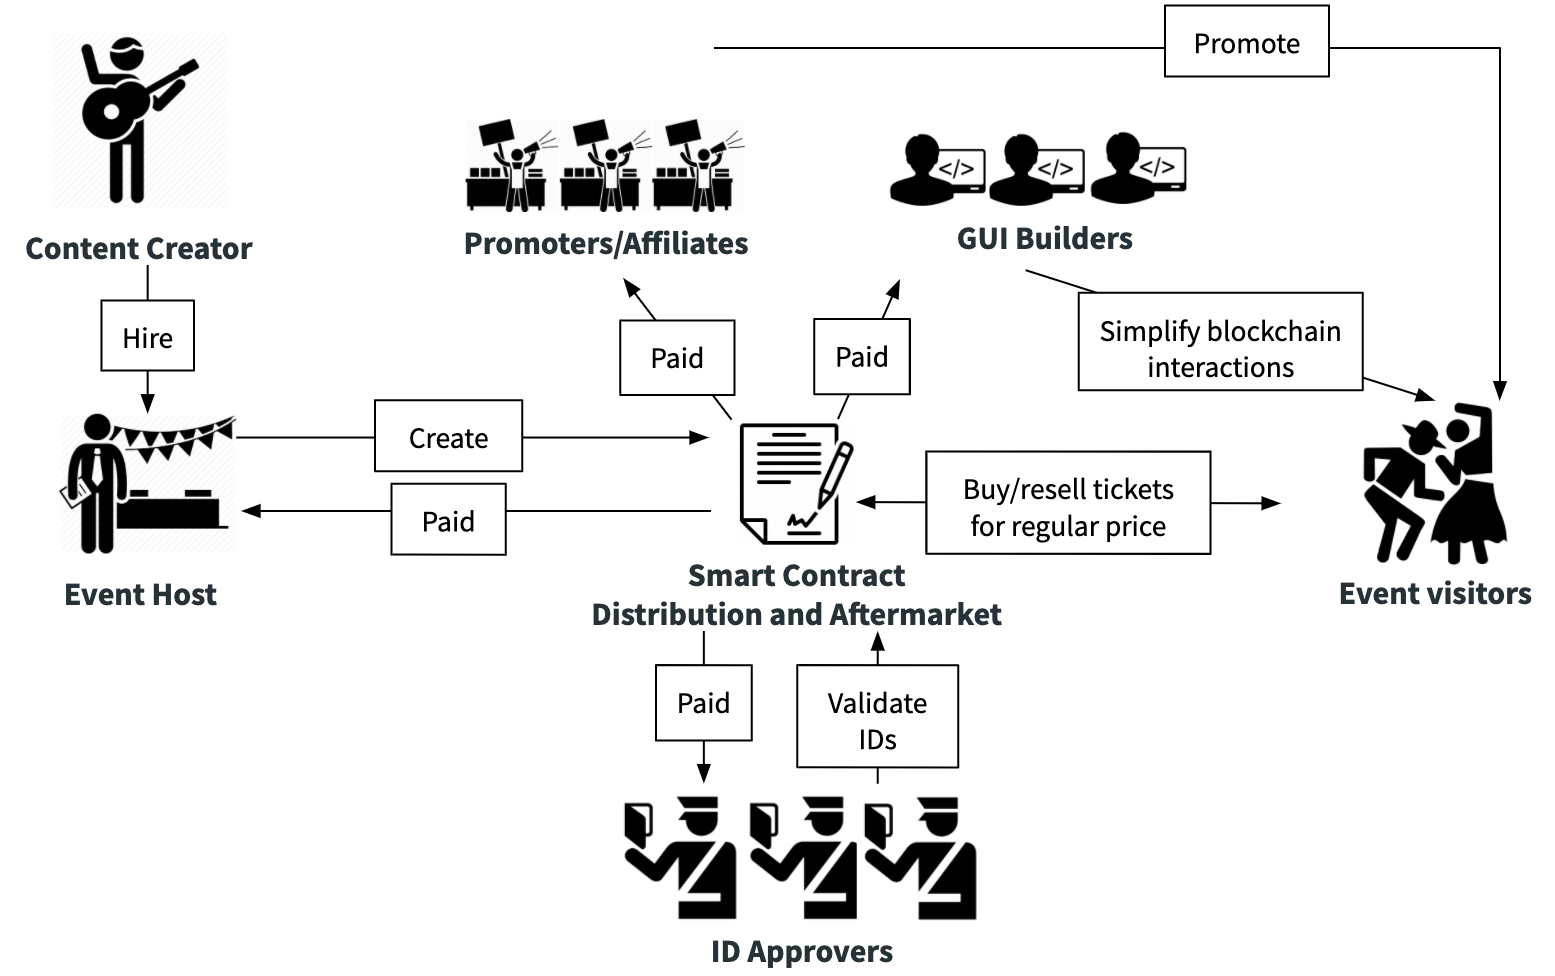 Promote
</>
</>
</>
Content Creator
Promoters/Affiliates
GUI Builders
Hire
Paid
Paid
Simplify blockchain
interactions
Create
Paid
Buy/resell tickets
for regular price
Event Host
Smart Contract
Distribution and Aftermarket
Event visitors
Paid
Validate
IDs
ID Approvers